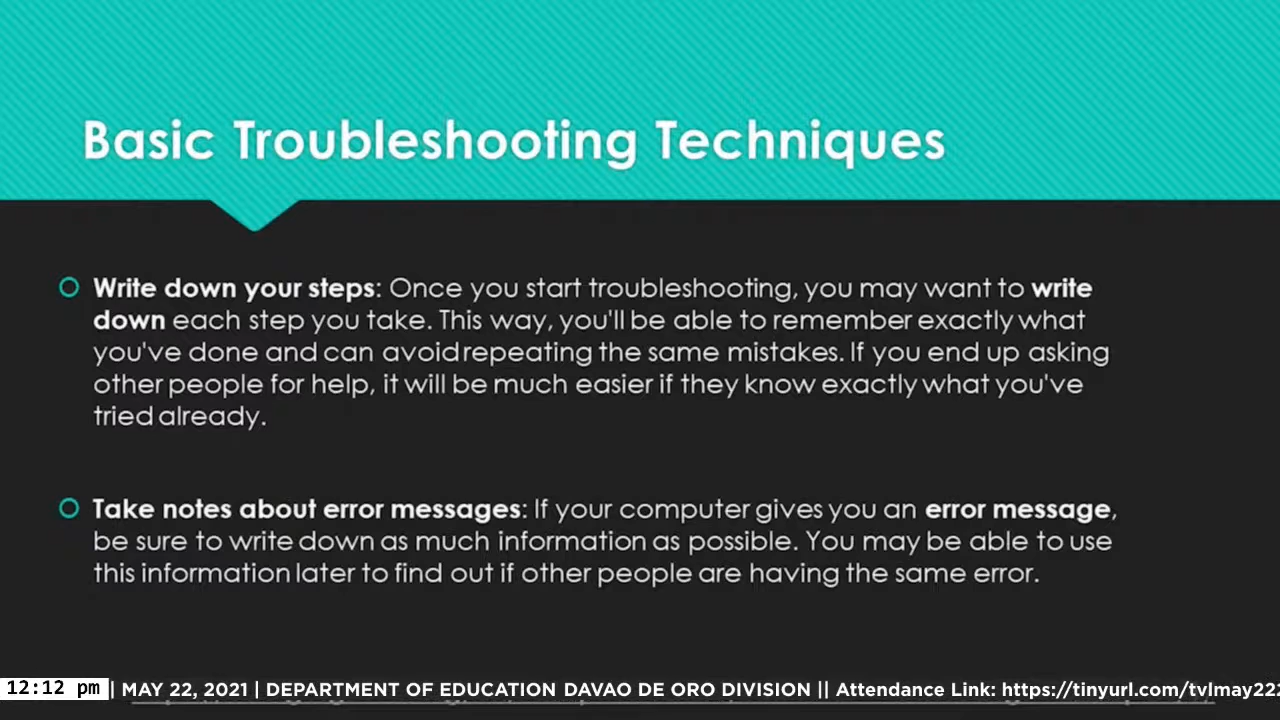 Basic Troubleshooting Techniques
Write down your steps: Once you start troubleshooting, you may want to write
down each step you take. This way, you'll be able to remember exactly what
you've done and can avoid repeating the same mistakes. If you end up asking
other people for help, it will be much easier if they know exactly what you've
tried already.
Take notes about error messages: If your computer gives you an error message,
be sure to write down as much information as possible. You may be able to use
this information later to find out if other people are having the same error.
12:12 pm | MAY 22, 2021 | DEPARTMENT OF EDUCATION DAVAO DE ORO DIVISION || Attendance Link: https://tinyurl.com/tvlmay222